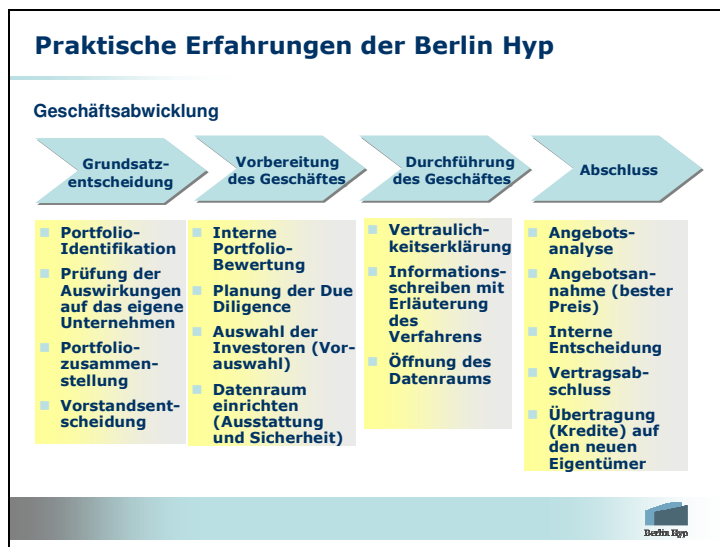 Praktische Erfahrungen der Berlin Hyp
Geschäftsabwicklung
Grundsatz-
entscheidung
Vorbereitung
des Geschäftes
Durchführung
des Geschäftes
Abschluss
Portfolio-
Identifikation
Prüfung der
Auswirkungen
auf das eigene
Unternehmen
Portfolio-
zusammen-
stellung
Vorstandsent-
scheidung
Interne
Portfolio-
Bewertung
Planung der Due
Diligence
Auswahl der
Investoren (Vor-
auswahl)
Datenraum
einrichten
(Ausstattung
und Sicherheit)
Vertraulich-
keitserklärung
Informations-
schreiben mit
Erläuterung
des
Verfahrens
Öffnung des
Datenraums
Angebots-
analyse
Angebotsan-
nahme (bester
Preis)
Interne
Entscheidung
Vertragsab-
schluss
Übertragung
(Kredite) auf
den neuen
Eigentümer
Berlin Hyp